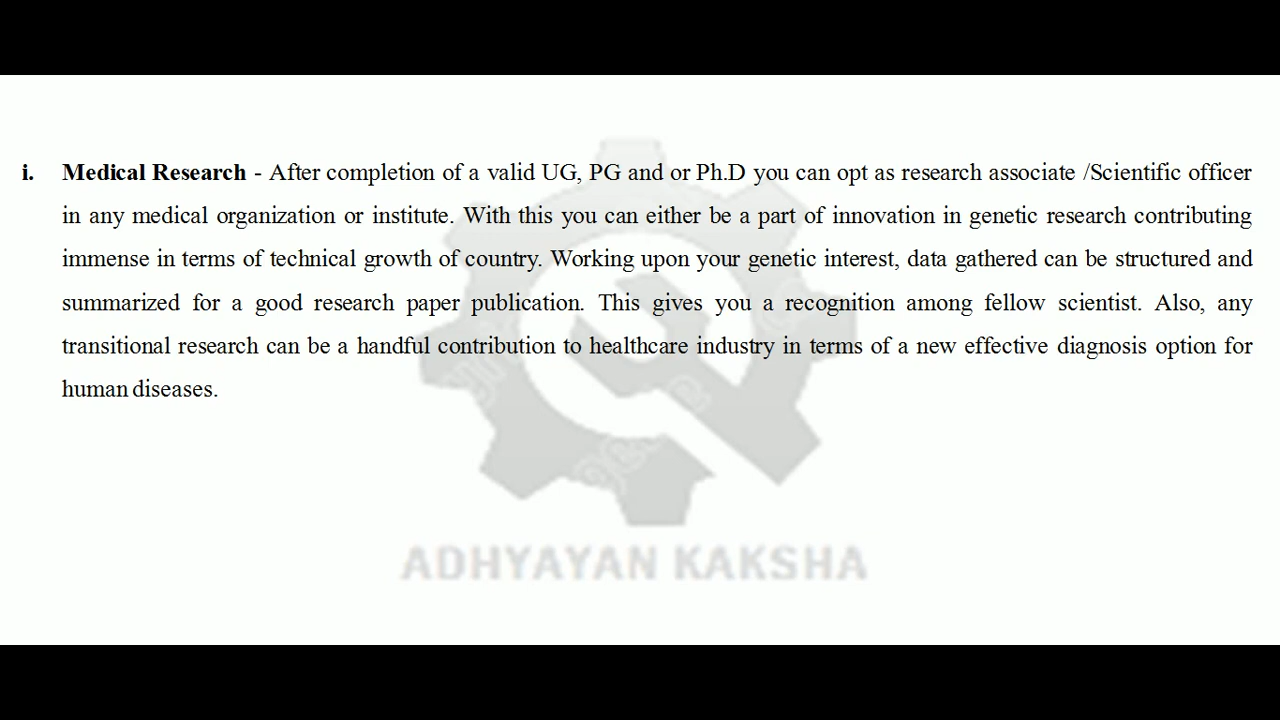 i. Medical Research - After completion of a valid UG, PG and or Ph.D you can opt as research associate /Scientific officer
in any medical organization or institute. With this you can either be a part of innovation in genetic research contributing
immense in terms of technical growth of country. Working upon your genetic interest, data gathered can be structured and
summarized for a good research paper publication. This gives you a recognition among fellow scientist. Also, any
transitional research can be a handful contribution to healthcare industry in terms of a new effective diagnosis option for
human diseases.
ADHYAYAN KAKSHA